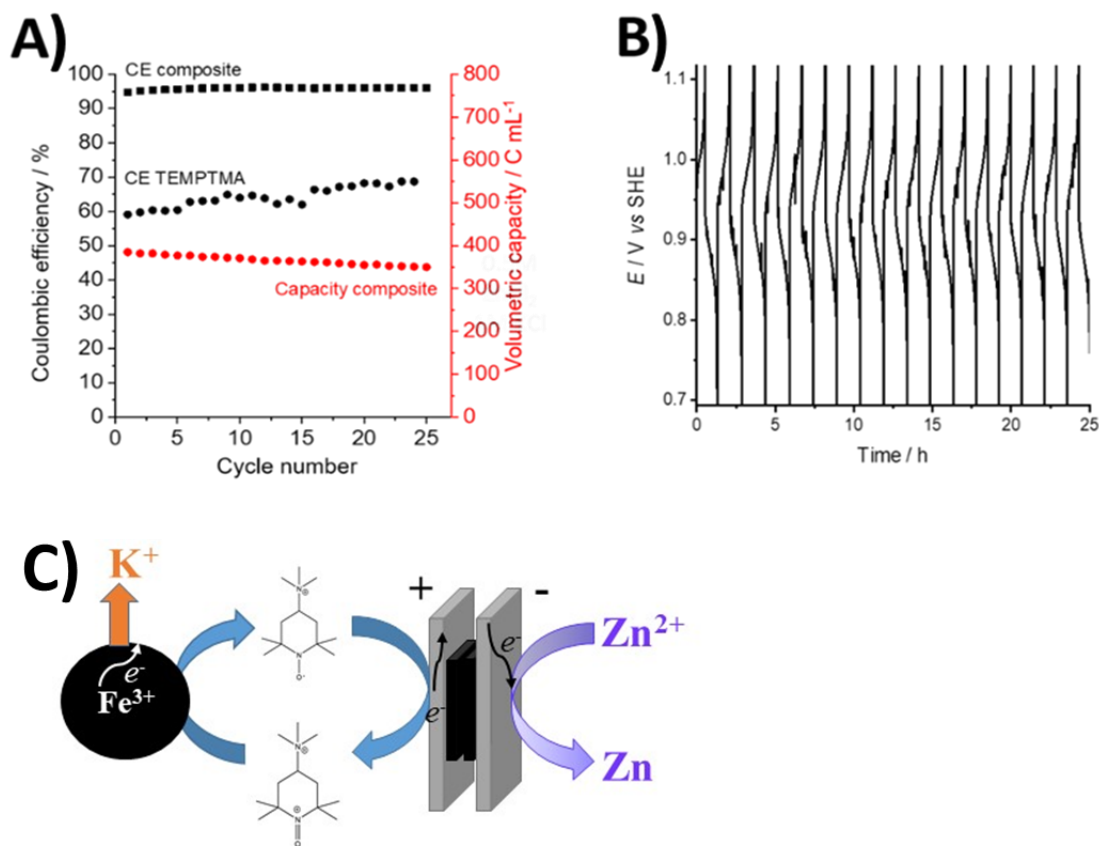 A)
CE composite
CE TEMPTMA
Capacity composite
Coulombic efficiency / %
Volumetric capacity / C mL⁻¹
100
90
80
70
60
50
40
30
20
10
0
800
700
600
500
400
300
200
100
0
0 5 10 15 20 25
Cycle number
B)
E / V vs SHE
1.1
1.0
0.9
0.8
0.7
0 5 10 15 20 25
Time / h
C)
K⁺
e⁻
Fe³⁺
N
⊕
N
O•
N
⊕
⊕
N
O
+
-
e⁻
e⁻
Zn²⁺
Zn